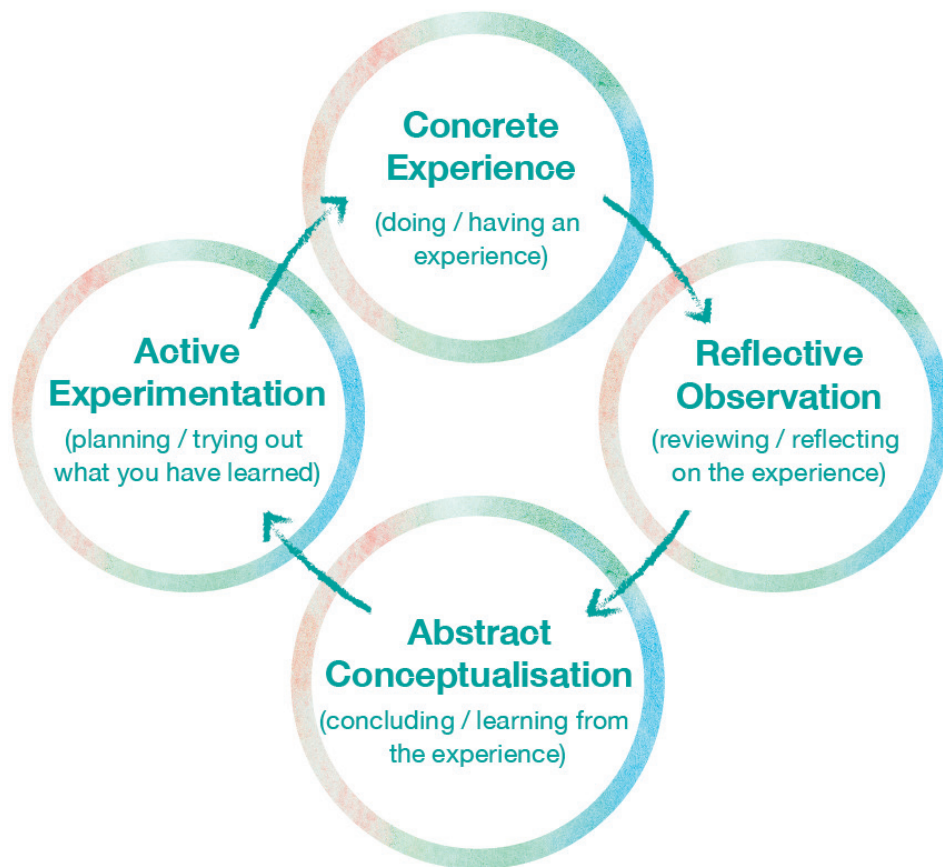 Concrete
Experience
(doing / having an
experience)
Reflective
Observation
(reviewing / reflecting
on the experience)
Abstract
Conceptualisation
(concluding / learning from
the experience)
Active
Experimentation
(planning / trying out
what you have learned)